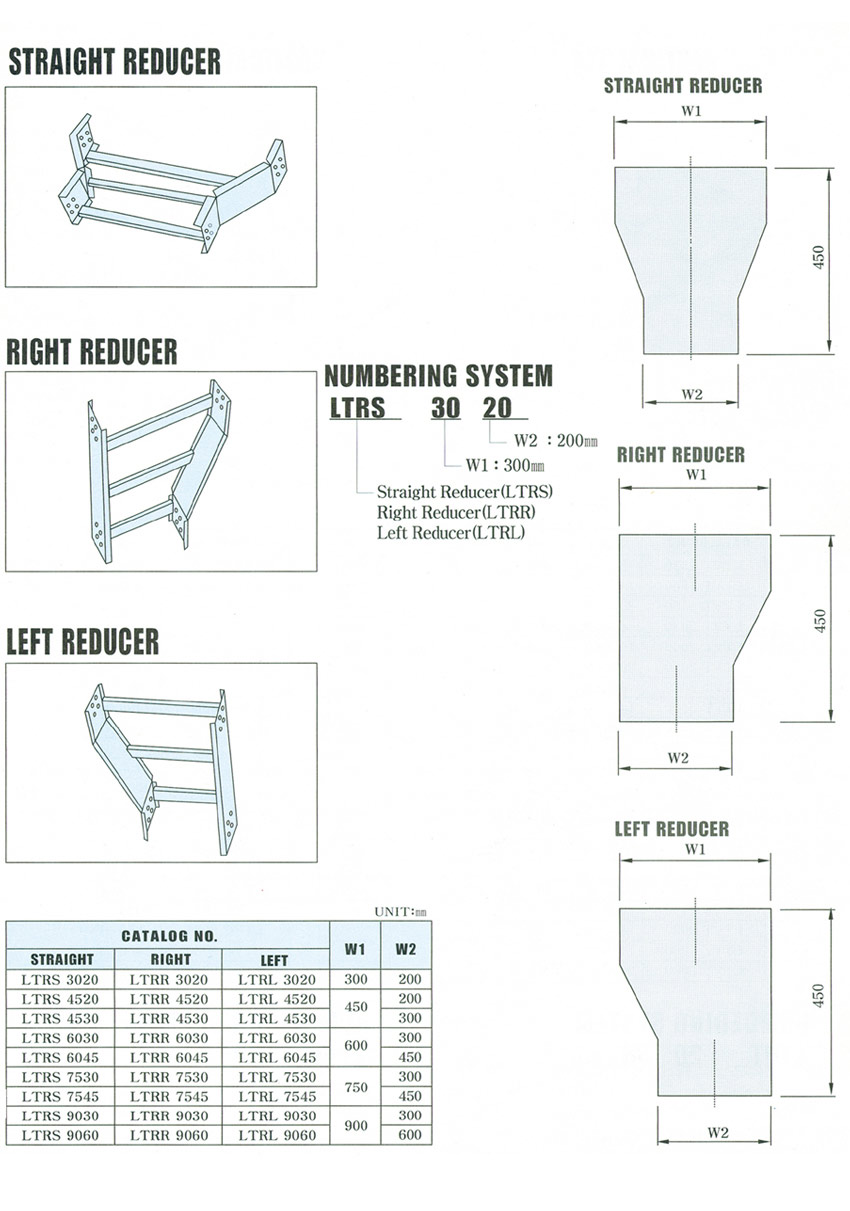 STRAIGHT REDUCER
STRAIGHT REDUCER
W1
450
W2
RIGHT REDUCER
NUMBERING SYSTEM
LTRS 30 20
W2 : 200㎜
W1 : 300㎜
Straight Reducer(LTRS)
Right Reducer(LTRR)
Left Reducer(LTRL)
RIGHT REDUCER
W1
450
W2
LEFT REDUCER
LEFT REDUCER
W1
450
W2
UNIT:㎜
CATALOG NO. W1 W2
STRAIGHT RIGHT LEFT
LTRS 3020 LTRR 3020 LTRL 3020 300 200
LTRS 4520 LTRR 4520 LTRL 4520 450 200
LTRS 4530 LTRR 4530 LTRL 4530 300
LTRS 6030 LTRR 6030 LTRL 6030 600 300
LTRS 6045 LTRR 6045 LTRL 6045 450
LTRS 7530 LTRR 7530 LTRL 7530 750 300
LTRS 7545 LTRR 7545 LTRL 7545 450
LTRS 9030 LTRR 9030 LTRL 9030 900 300
LTRS 9060 LTRR 9060 LTRL 9060 600